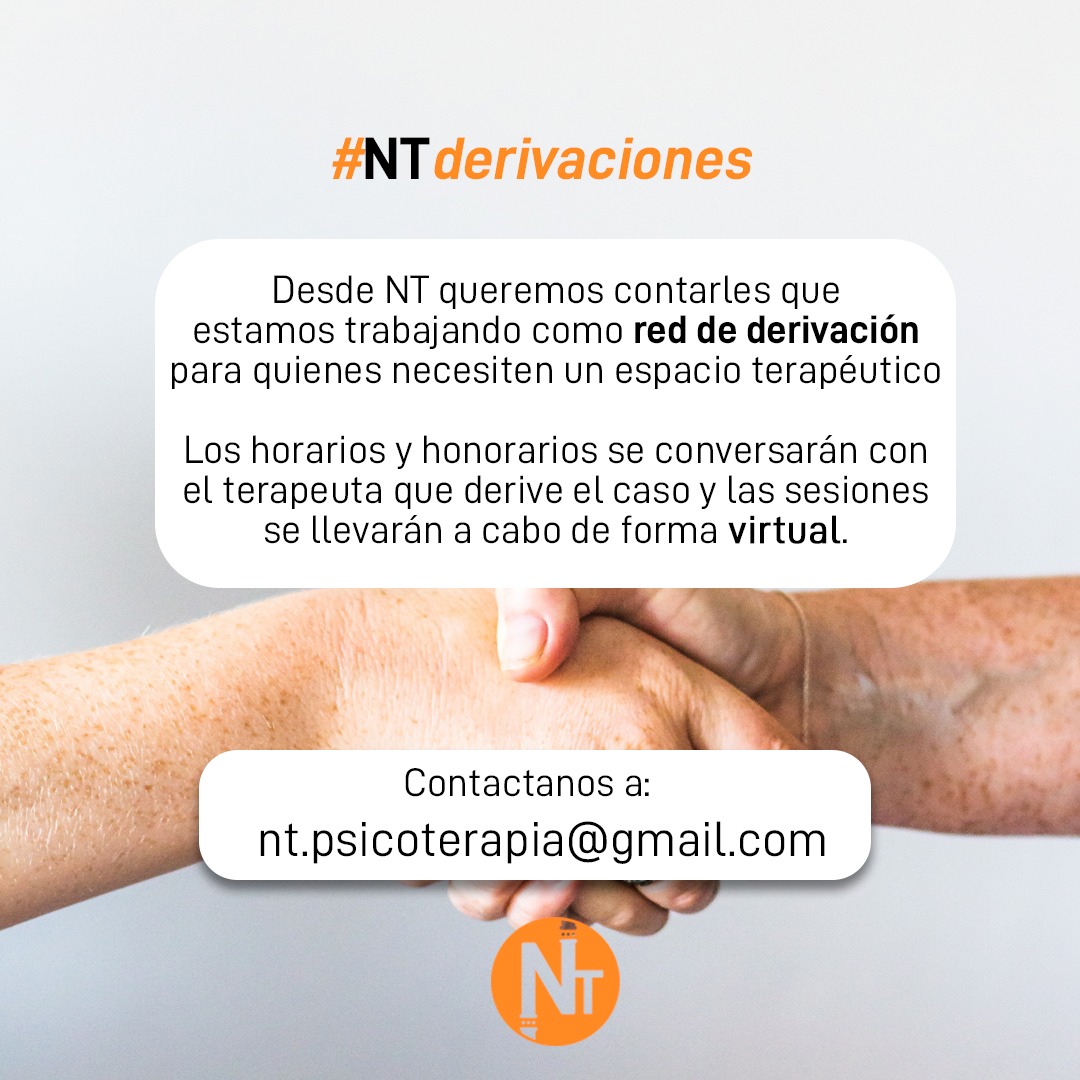 #NTderivaciones
Desde NT queremos contarles que
estamos trabajando como red de derivación
para quienes necesiten un espacio terapéutico
Los horarios y honorarios se conversarán con
el terapeuta que derive el caso y las sesiones
se llevarán a cabo de forma virtual.
Contactanos a:
nt.psicoterapia@gmail.com
NT